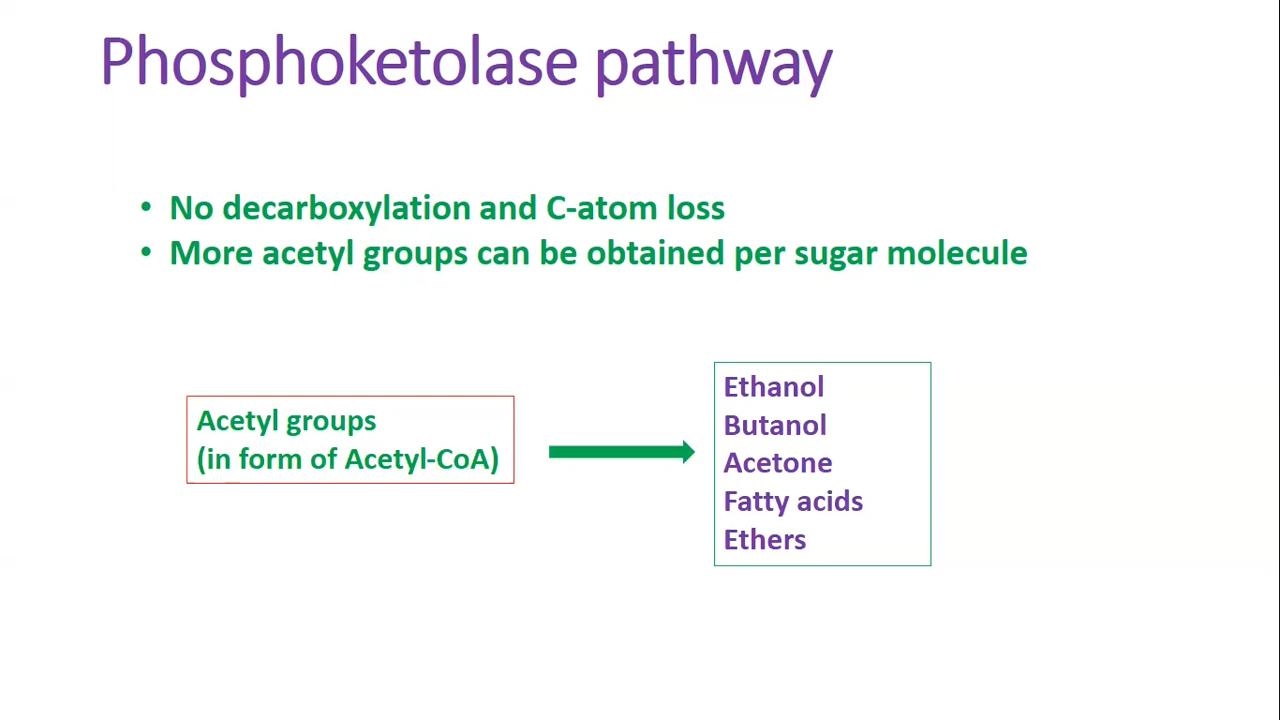 Phosphoketolase pathway
• No decarboxylation and C-atom loss
• More acetyl groups can be obtained per sugar molecule
Acetyl groups
(in form of Acetyl-CoA)
Ethanol
Butanol
Acetone
Fatty acids
Ethers